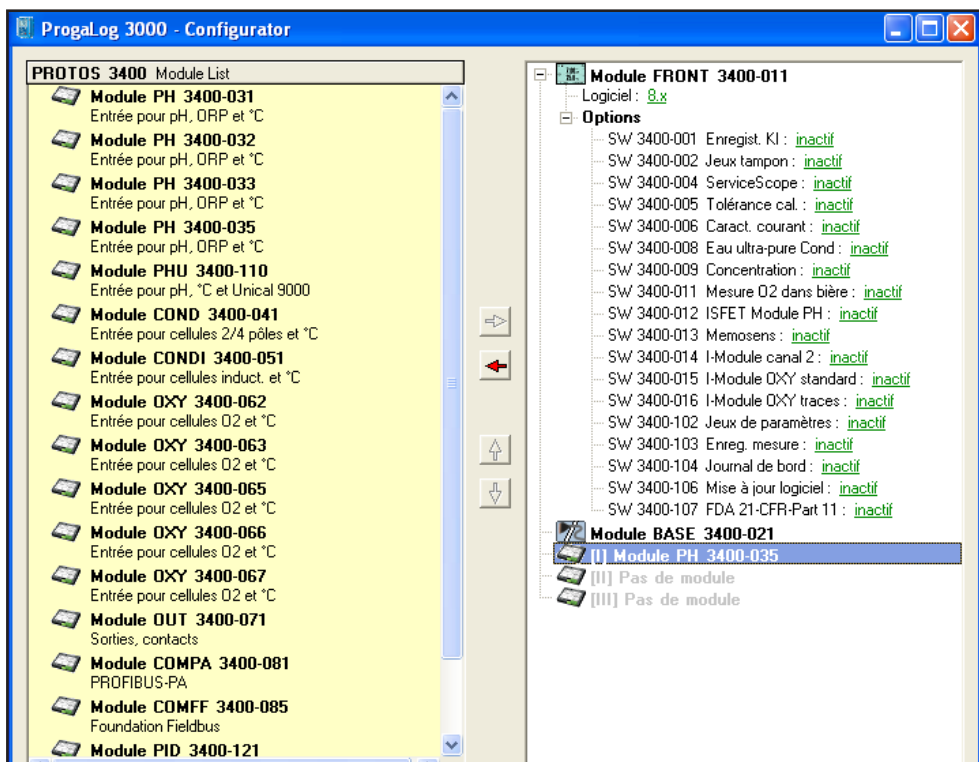 ProgaLog 3000 - Configurator
PROTOS 3400 Module List
Module PH 3400-031
Entrée pour pH, ORP et °C
Module PH 3400-032
Entrée pour pH, ORP et °C
Module PH 3400-033
Entrée pour pH, ORP et °C
Module PH 3400-035
Entrée pour pH, ORP et °C
Module PHU 3400-110
Entrée pour pH, °C et Unical 9000
Module COND 3400-041
Entrée pour cellules 2/4 pôles et °C
Module CONDI 3400-051
Entrée pour cellules induct. et °C
Module OXY 3400-062
Entrée pour cellules O2 et °C
Module OXY 3400-063
Entrée pour cellules O2 et °C
Module OXY 3400-065
Entrée pour cellules O2 et °C
Module OXY 3400-066
Entrée pour cellules O2 et °C
Module OXY 3400-067
Entrée pour cellules O2 et °C
Module OUT 3400-071
Sorties, contacts
Module COMPA 3400-081
PROFIBUS-PA
Module COMFF 3400-085
Foundation Fieldbus
Module PID 3400-121
Module FRONT 3400-011
Logiciel : 8.x
Options
SW 3400-001 Enregist. KI : inactif
SW 3400-002 Jeux tampon : inactif
SW 3400-004 ServiceScope : inactif
SW 3400-005 Tolérance cal. : inactif
SW 3400-006 Caract. courant : inactif
SW 3400-008 Eau ultra-pure Cond : inactif
SW 3400-009 Concentration : inactif
SW 3400-011 Mesure O2 dans bière : inactif
SW 3400-012 ISFET Module PH : inactif
SW 3400-013 Memosens : inactif
SW 3400-014 I-Module canal 2 : inactif
SW 3400-015 I-Module OXY standard : inactif
SW 3400-016 I-Module OXY traces : inactif
SW 3400-102 Jeux de paramètres : inactif
SW 3400-103 Enreg. mesure : inactif
SW 3400-104 Journal de bord : inactif
SW 3400-106 Mise à jour logiciel : inactif
SW 3400-107 FDA 21-CFR-Part 11 : inactif
Module BASE 3400-021
[I] Module PH 3400-035
[II] Pas de module
[III] Pas de module